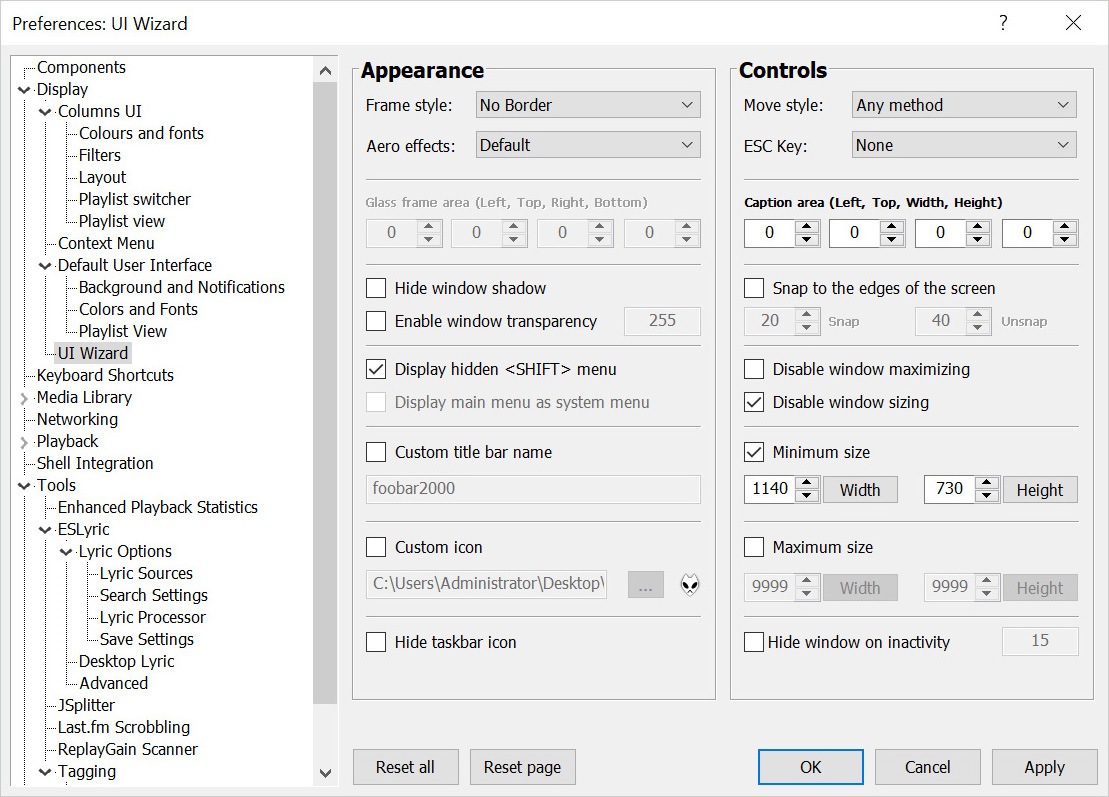 Preferences: UI Wizard
?
Components
Display
Columns UI
Colours and fonts
Filters
Layout
Playlist switcher
Playlist view
Context Menu
Default User Interface
Background and Notifications
Colors and Fonts
Playlist View
UI Wizard
Keyboard Shortcuts
Media Library
Networking
Playback
Shell Integration
Tools
Enhanced Playback Statistics
ESLyric
Lyric Options
Lyric Sources
Search Settings
Lyric Processor
Save Settings
Desktop Lyric
Advanced
JSplitter
Last.fm Scrobbling
ReplayGain Scanner
Tagging
Appearance
Frame style: No Border
Aero effects: Default
Glass frame area (Left, Top, Right, Bottom)
0 0 0 0
Hide window shadow
Enable window transparency 255
Display hidden <SHIFT> menu
Display main menu as system menu
Custom title bar name
foobar2000
Custom icon
C:\Users\Administrator\Desktop\ ...
Hide taskbar icon
Controls
Move style: Any method
ESC Key: None
Caption area (Left, Top, Width, Height)
0 0 0 0
Snap to the edges of the screen
20 Snap 40 Unsnap
Disable window maximizing
Disable window sizing
Minimum size
1140 Width 730 Height
Maximum size
9999 Width 9999 Height
Hide window on inactivity 15
Reset all Reset page OK Cancel Apply